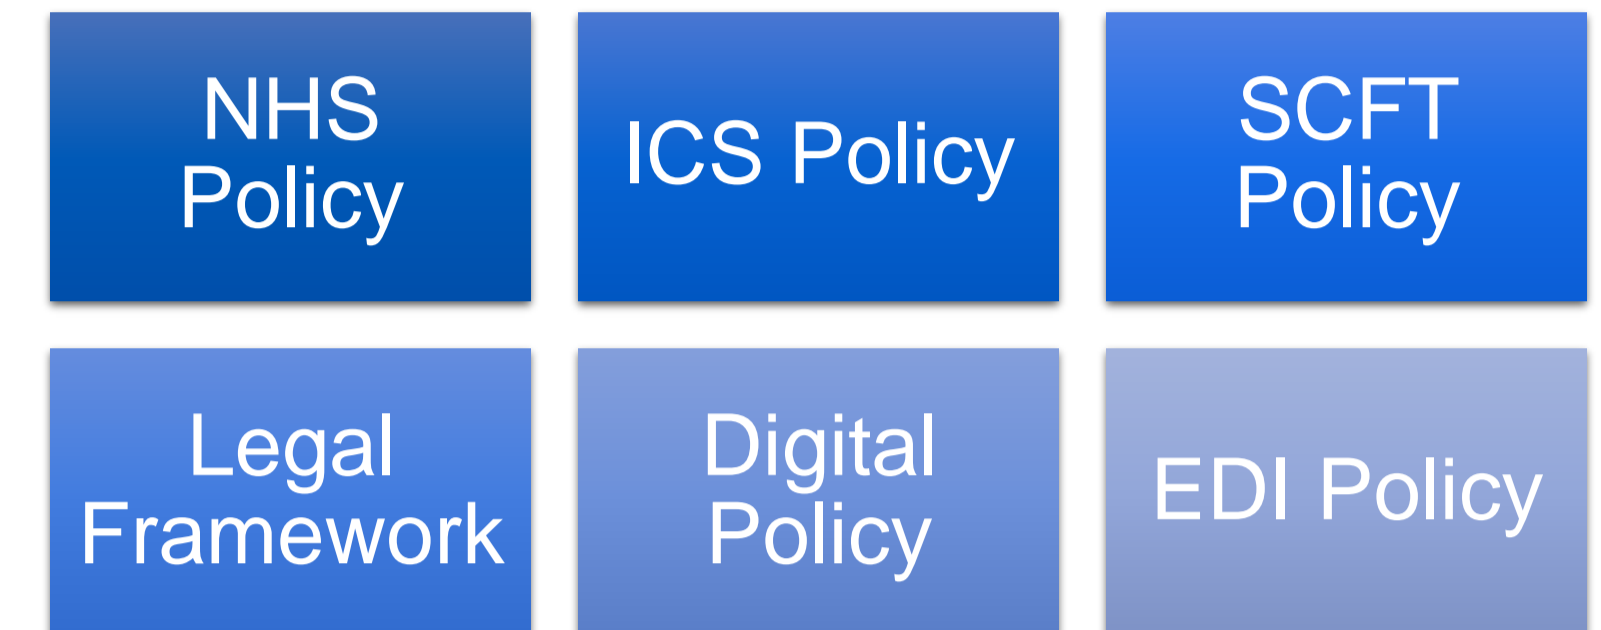 NHS
Policy
ICS Policy
SCFT
Policy
Legal
Framework
Digital
Policy
EDI Policy